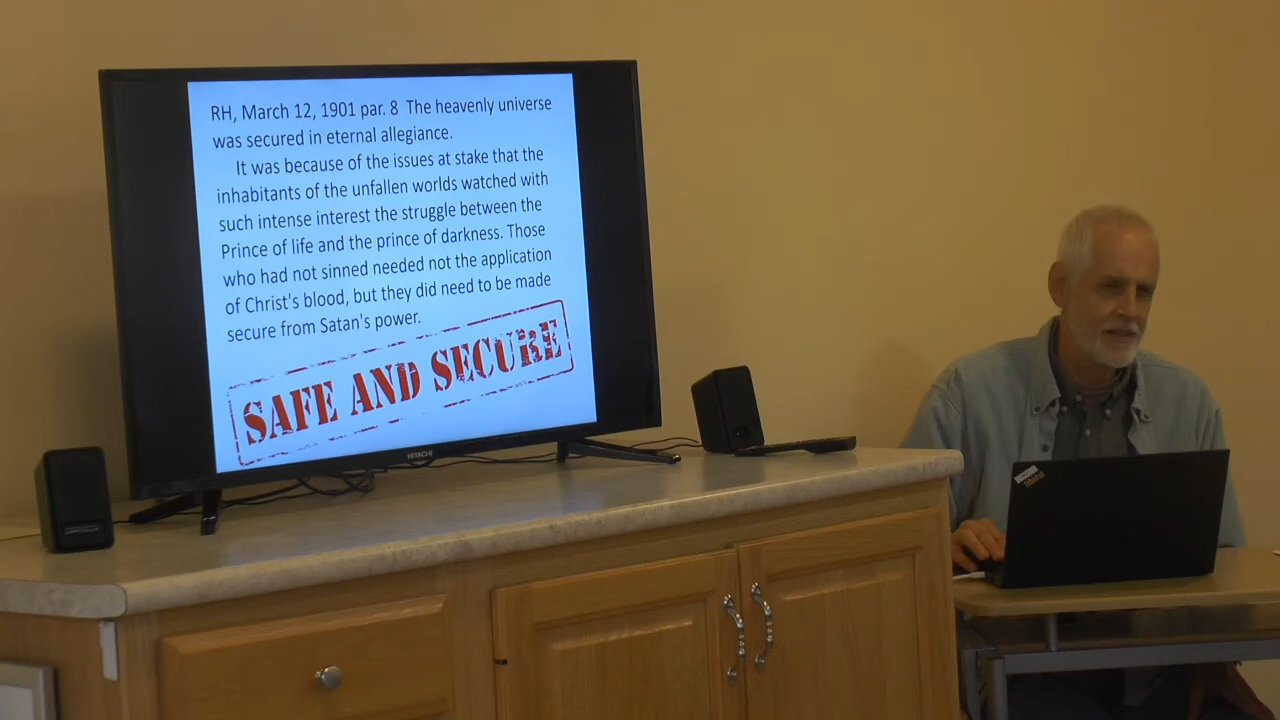 RH, March 12, 1901 par. 8 The heavenly universe
was secured in eternal allegiance.
It was because of the issues at stake that the
inhabitants of the unfallen worlds watched with
such intense interest the struggle between the
Prince of life and the prince of darkness. Those
who had not sinned needed not the application
of Christ's blood, but they did need to be made
secure from Satan's power.
SAFE AND SECURE
HITACHI